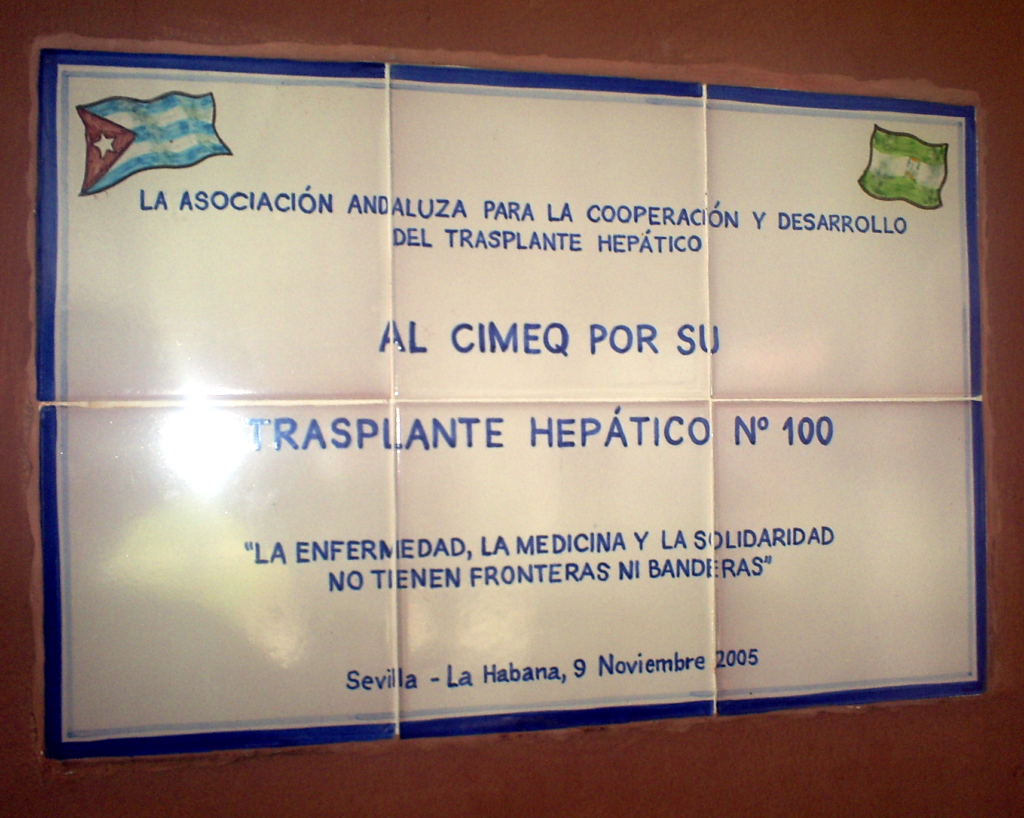 LA ASOCIACIÓN ANDALUZA PARA LA COOPERACIÓN Y DESARROLLO
DEL TRASPLANTE HEPÁTICO
AL CIMEQ POR SU
TRASPLANTE HEPÁTICO Nº 100
"LA ENFERMEDAD, LA MEDICINA Y LA SOLIDARIDAD
NO TIENEN FRONTERAS NI BANDERAS"
Sevilla - La Habana, 9 Noviembre 2005